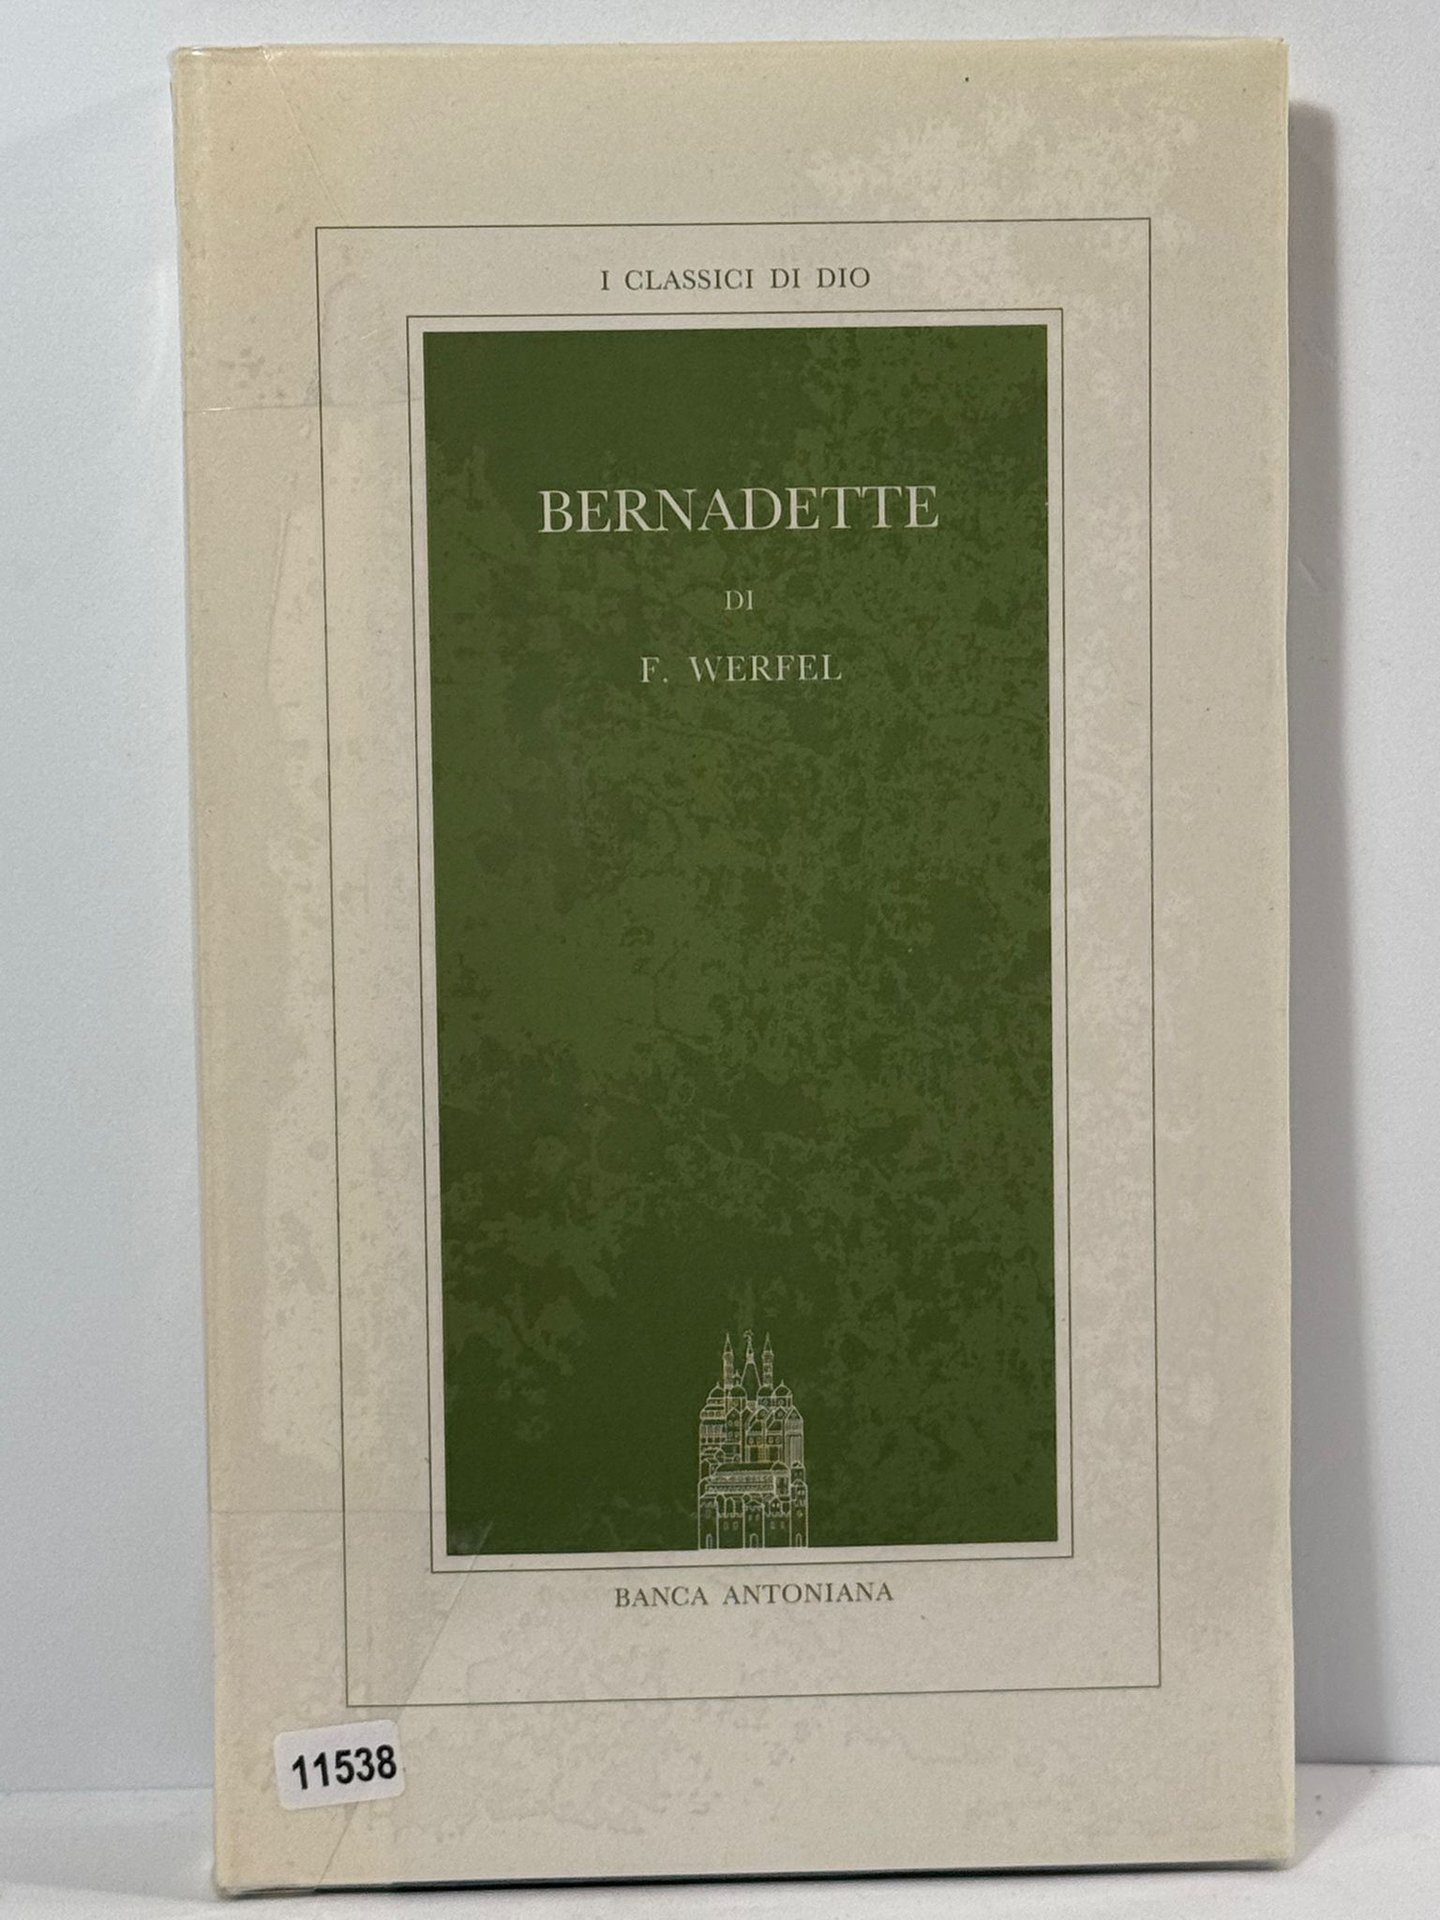 I CLASSICI DI DIO
BERNADETTE
DI
F. WERFEL
BANCA ANTONIANA
11538